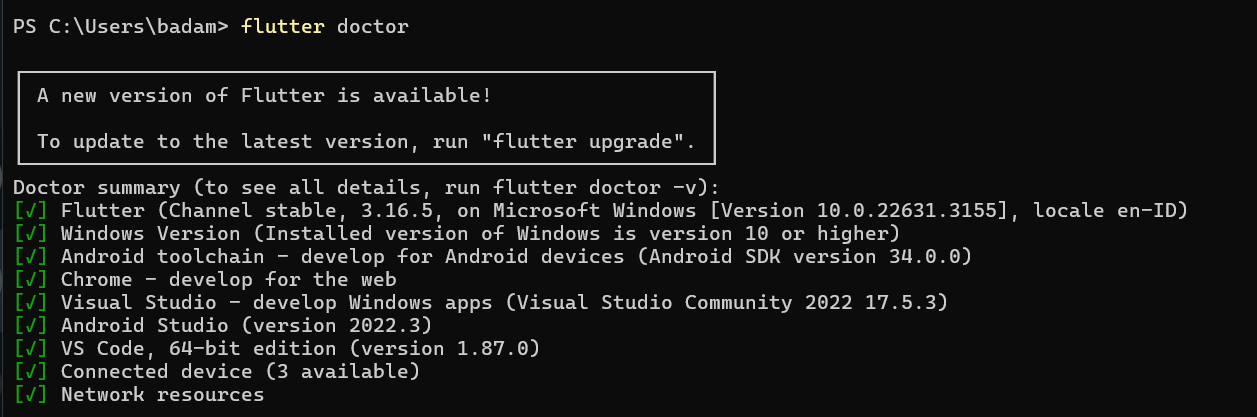 PS C:\Users\badam> flutter doctor
A new version of Flutter is available!
To update to the latest version, run "flutter upgrade".
Doctor summary (to see all details, run flutter doctor -v):
[√] Flutter (Channel stable, 3.16.5, on Microsoft Windows [Version 10.0.22631.3155], locale en-ID)
[√] Windows Version (Installed version of Windows is version 10 or higher)
[√] Android toolchain - develop for Android devices (Android SDK version 34.0.0)
[√] Chrome - develop for the web
[√] Visual Studio - develop Windows apps (Visual Studio Community 2022 17.5.3)
[√] Android Studio (version 2022.3)
[√] VS Code, 64-bit edition (version 1.87.0)
[√] Connected device (3 available)
[√] Network resources